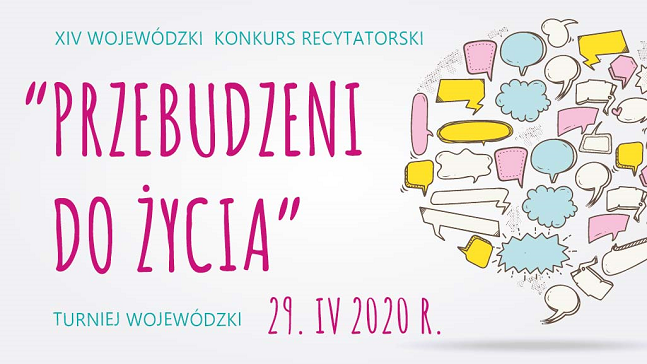 XIV WOJEWÓDZKI KONKURS RECYTATORSKI
“PRZEBUDZENI
DO ŻYCIA”
TURNIEJ WOJEWÓDZKI 29. IV 2020 R.